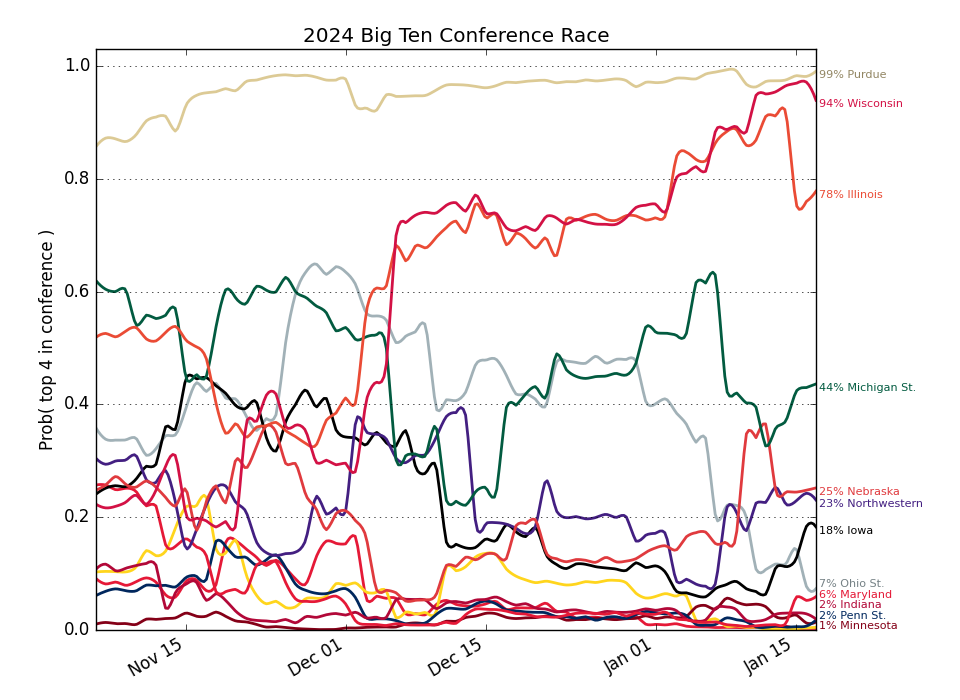 2024 Big Ten Conference Race
Prob( top 4 in conference )
1.0
0.8
0.6
0.4
0.2
0.0
Nov 15
Dec 01
Dec 15
Jan 01
Jan 15
99% Purdue
94% Wisconsin
78% Illinois
44% Michigan St.
25% Nebraska
23% Northwestern
18% Iowa
7% Ohio St.
6% Maryland
2% Indiana
2% Penn St.
1% Minnesota